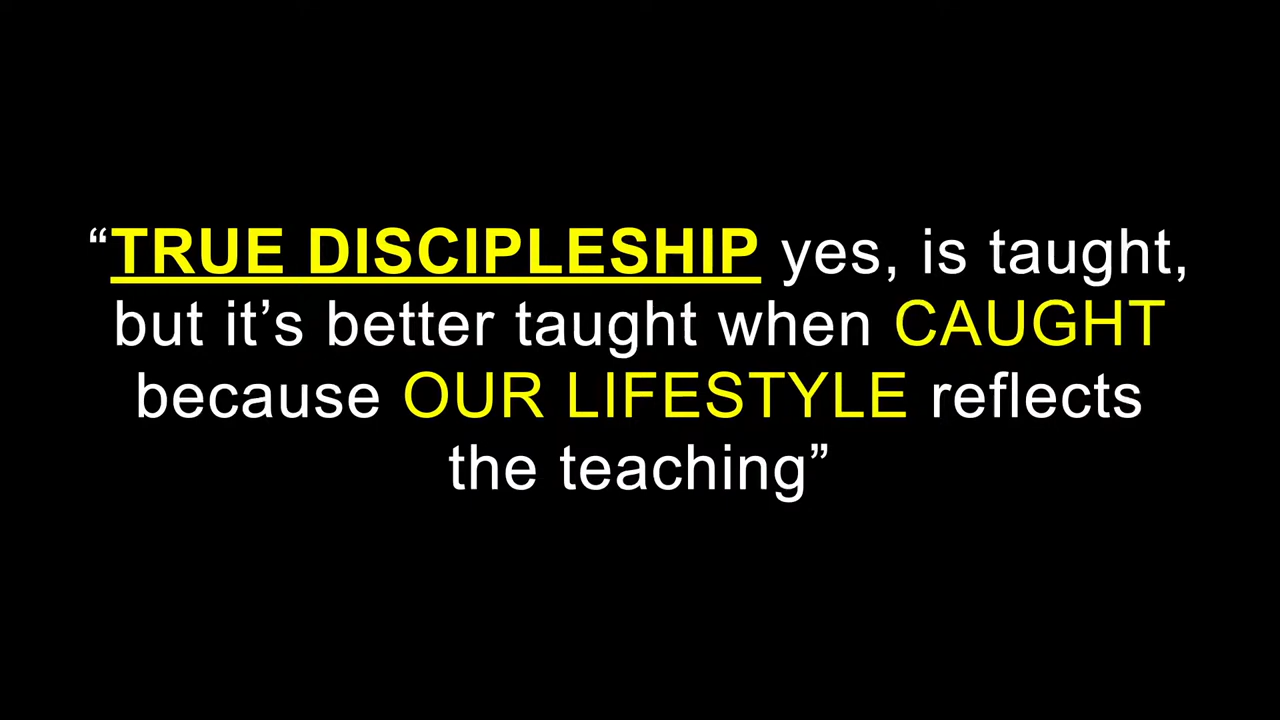 “TRUE DISCIPLESHIP yes, is taught,
but it’s better taught when CAUGHT
because OUR LIFESTYLE reflects
the teaching”